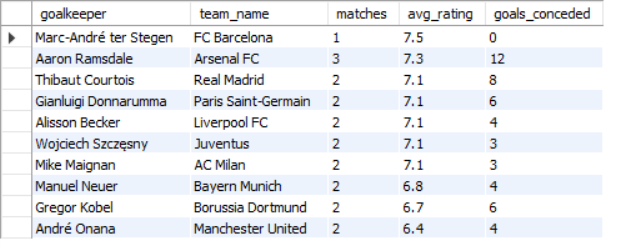 goalkeeper team_name matches avg_rating goals_conceded
Marc-André ter Stegen FC Barcelona 1 7.5 0
Aaron Ramsdale Arsenal FC 3 7.3 12
Thibaut Courtois Real Madrid 2 7.1 8
Gianluigi Donnarumma Paris Saint-Germain 2 7.1 6
Alisson Becker Liverpool FC 2 7.1 4
Wojciech Szczęsny Juventus 2 7.1 3
Mike Maignan AC Milan 2 7.1 3
Manuel Neuer Bayern Munich 2 6.8 4
Gregor Kobel Borussia Dortmund 2 6.7 6
André Onana Manchester United 2 6.4 4